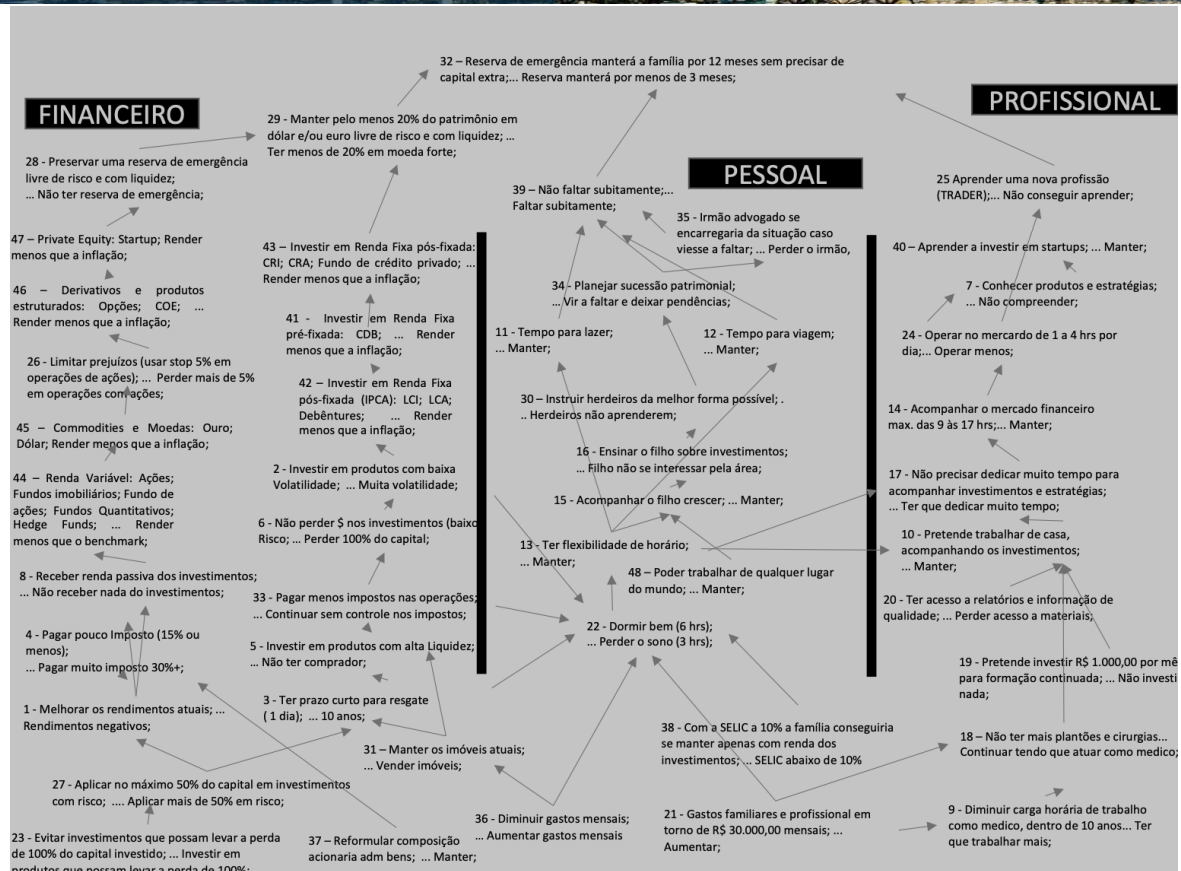 32 – Reserva de emergência manterá a família por 12 meses sem precisar de
capital extra;... Reserva manterá por menos de 3 meses;
FINANCEIRO
29 - Manter pelo menos 20% do patrimônio em
dólar e/ou euro livre de risco e com liquidez; ...
Ter menos de 20% em moeda forte;
28 - Preservar uma reserva de emergência
livre de risco e com liquidez;
... Não ter reserva de emergência;
47 – Private Equity: Startup; Render
menos que a inflação;
46 – Derivativos e produtos
estruturados: Opções; COE; ...
Render menos que a inflação;
26 - Limitar prejuízos (usar stop 5% em
operações de ações); ... Perder mais de 5%
em operações com ações;
45 – Commodities e Moedas: Ouro;
Dólar; Render menos que a inflação;
44 – Renda Variável: Ações;
Fundos imobiliários; Fundo de
ações; Fundos Quantitativos;
Hedge Funds; ... Render
menos que o benchmark;
8 - Receber renda passiva dos investimentos;
... Não receber nada do investimentos;
4 - Pagar pouco Imposto (15% ou
menos);
... Pagar muito imposto 30%+;
1 - Melhorar os rendimentos atuais; ...
Rendimentos negativos;
27 - Aplicar no máximo 50% do capital em investimentos
com risco; .... Aplicar mais de 50% em risco;
23 - Evitar investimentos que possam levar a perda
de 100% do capital investido; ... Investir em
produtos que possam levar a perda de 100%;
43 – Investir em Renda Fixa pós-fixada:
CRI; CRA; Fundo de crédito privado; ...
Render menos que a inflação;
41 - Investir em Renda Fixa
pré-fixada: CDB; ... Render
menos que a inflação;
42 – Investir em Renda Fixa
pós-fixada (IPCA): LCI; LCA;
Debêntures; ... Render
menos que a inflação;
2 - Investir em produtos com baixa
Volatilidade; ... Muita volatilidade;
6 - Não perder $ nos investimentos (baixo
Risco; ... Perder 100% do capital;
33 - Pagar menos impostos nas operações;
... Continuar sem controle nos impostos;
5 - Investir em produtos com alta Liquidez;
... Não ter comprador;
3 - Ter prazo curto para resgate
( 1 dia); ... 10 anos;
31 – Manter os imóveis atuais;
... Vender imóveis;
37 – Reformular composição
acionaria adm bens; ... Manter;
PESSOAL
39 – Não faltar subitamente;...
Faltar subitamente;
35 - Irmão advogado se
encarregaria da situação caso
viesse a faltar; ... Perder o irmão,
34 - Planejar sucessão patrimonial;
... Vir a faltar e deixar pendências;
11 - Tempo para lazer;
... Manter;
12 - Tempo para viagem;
... Manter;
30 – Instruir herdeiros da melhor forma possível; .
.. Herdeiros não aprenderem;
16 - Ensinar o filho sobre investimentos;
... Filho não se interessar pela área;
15 - Acompanhar o filho crescer; ... Manter;
13 - Ter flexibilidade de horário;
... Manter;
48 – Poder trabalhar de qualquer lugar
do mundo; ... Manter;
22 - Dormir bem (6 hrs);
... Perder o sono (3 hrs);
38 - Com a SELIC a 10% a família conseguiria
se manter apenas com renda dos
investimentos; ... SELIC abaixo de 10%
36 - Diminuir gastos mensais;
... Aumentar gastos mensais
21 - Gastos familiares e profissional em
torno de R$ 30.000,00 mensais; ...
Aumentar;
PROFISSIONAL
25 Aprender uma nova profissão
(TRADER);... Não conseguir aprender;
40 – Aprender a investir em startups; ... Manter;
7 - Conhecer produtos e estratégias;
... Não compreender;
24 - Operar no mercardo de 1 a 4 hrs por
dia;... Operar menos;
14 - Acompanhar o mercado financeiro
max. das 9 às 17 hrs;... Manter;
17 - Não precisar dedicar muito tempo para
acompanhar investimentos e estratégias;
... Ter que dedicar muito tempo;
10 - Pretende trabalhar de casa,
acompanhando os investimentos;
... Manter;
20 - Ter acesso a relatórios e informação de
qualidade; ... Perder acesso a materiais;
19 - Pretende investir R$ 1.000,00 por mê
para formação continuada; ... Não investi
nada;
18 – Não ter mais plantões e cirurgias...
Continuar tendo que atuar como medico;
9 - Diminuir carga horária de trabalho
como medico, dentro de 10 anos... Ter
que trabalhar mais;